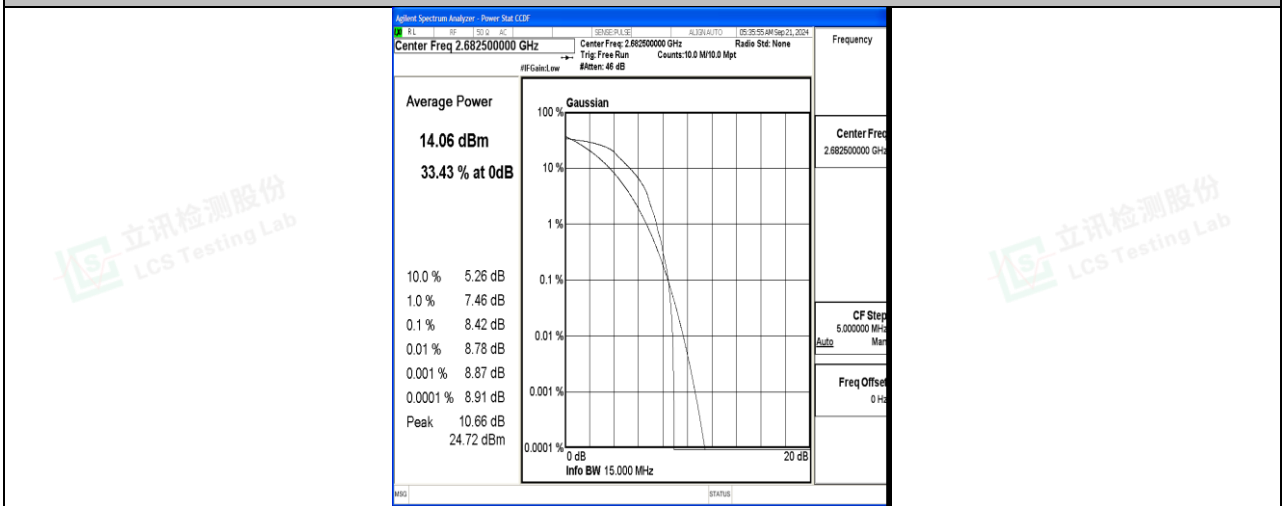 Agilent Spectrum Analyzer - Power Stat CCDF
RL RF 50 Ω AC SENSE:PULSE ALIGN AUTO 05:35:55 AM Sep 21, 2024
Center Freq 2.682500000 GHz
Center Freq: 2.682500000 GHz Radio Std: None
Trig: Free Run Counts:10.0 M/10.0 Mpt
#IFGain:Low #Atten: 46 dB
Frequency
Average Power
14.06 dBm
33.43 % at 0dB
10.0 % 5.26 dB
1.0 % 7.46 dB
0.1 % 8.42 dB
0.01 % 8.78 dB
0.001 % 8.87 dB
0.0001 % 8.91 dB
Peak 10.66 dB
24.72 dBm
Gaussian
100 %
10 %
1 %
0.1 %
0.01 %
0.001 %
0.0001 %
0 dB 20 dB
Info BW 15.000 MHz
Center Freq
2.682500000 GHz
CF Step
5.000000 MHz
Auto Man
Freq Offset
0 Hz
MSG STATUS
立讯检测股份
LCS Testing Lab
立讯检测股份
LCS Testing Lab